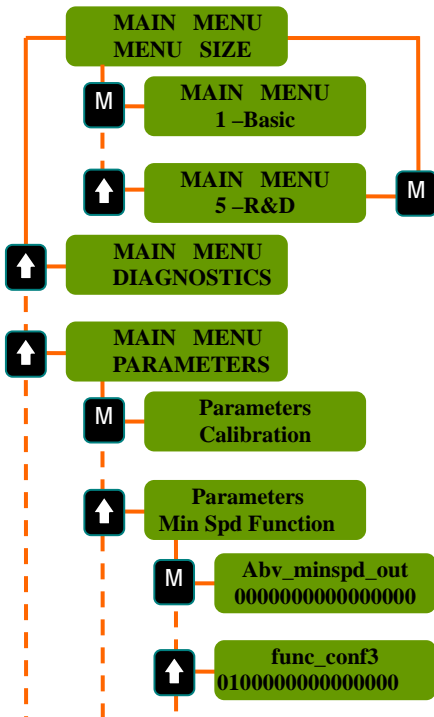 MAIN MENU
MENU SIZE
M
MAIN MENU
1 –Basic
MAIN MENU
5 –R&D
M
MAIN MENU
DIAGNOSTICS
MAIN MENU
PARAMETERS
M
Parameters
Calibration
Parameters
Min Spd Function
M
Abv_minspd_out
0000000000000000
func_conf3
0100000000000000